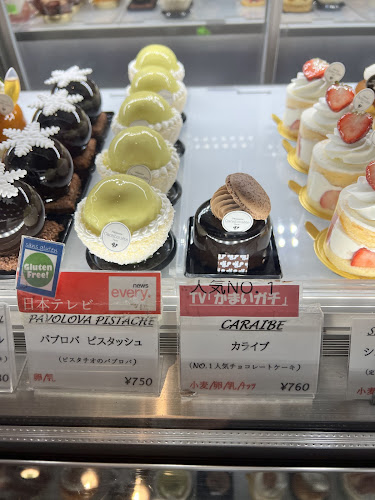 sans gluten
Gluten
Free!
日本テレビ
news
every.
PAVOLOVA PISTACHE
パブロバ ピスタッシュ
(ピスタチオのパブロバ)
卵/乳
¥750
人気NO. 1
TV「かまいガチ」
CARAIBE
カライブ
(NO.1人気チョコレートケーキ)
小麦/卵/乳/ナッツ
¥760